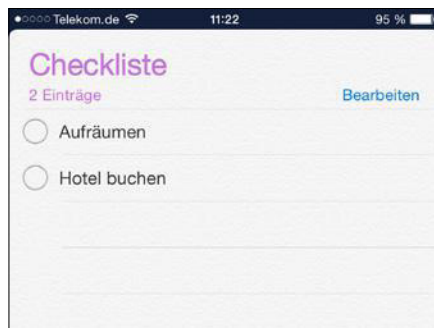 Telekom.de 11:22 95 %
Checkliste
2 Einträge Bearbeiten
Aufräumen
Hotel buchen